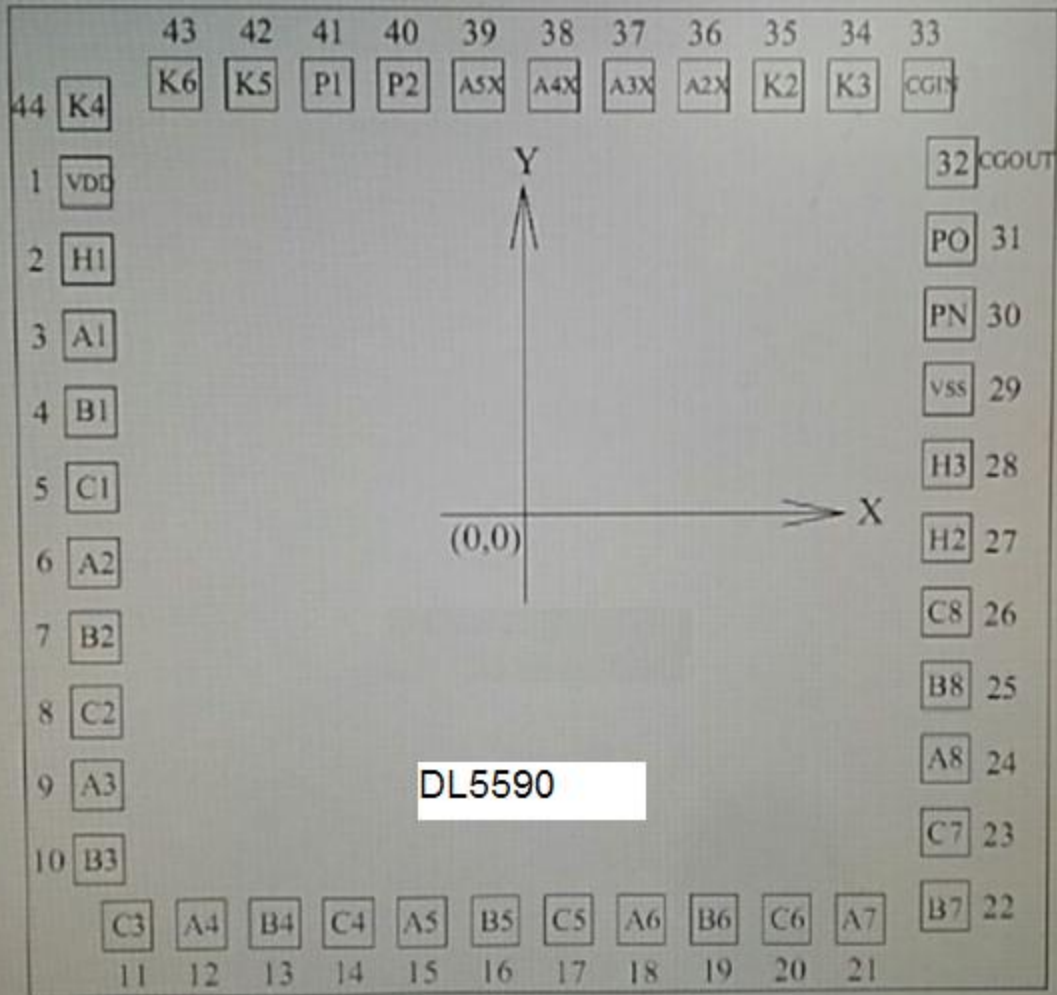 43 42 41 40 39 38 37 36 35 34 33
K6 K5 P1 P2 A5X A4X A3X A2X K2 K3 CGIN
44 K4
32 CGOUT
1 VDD
Y
PO 31
2 H1
PN 30
3 A1
VSS 29
4 B1
H3 28
5 C1
X
(0,0)
H2 27
6 A2
C8 26
7 B2
B8 25
8 C2
A8 24
9 A3
DL5590
C7 23
10 B3
B7 22
C3 A4 B4 C4 A5 B5 C5 A6 B6 C6 A7
11 12 13 14 15 16 17 18 19 20 21